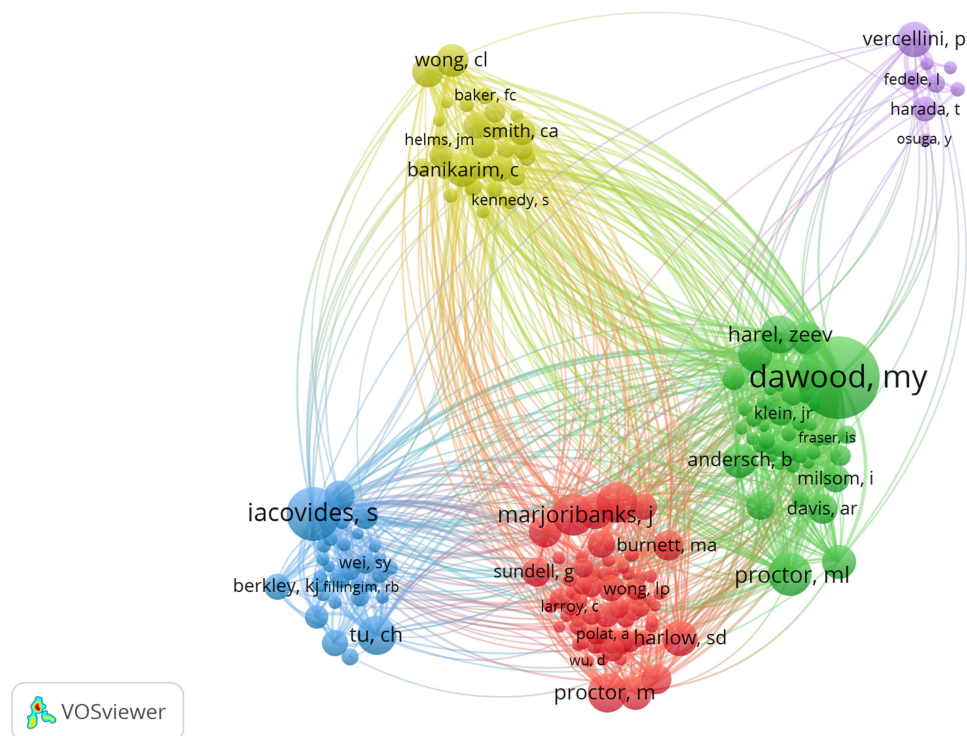 vercellini, p
wong, cl
fedele, l
baker, fc
harada, t
smith, ca
helms, jm
osuga, y
banikarim, c
kennedy, s
harel, zeev
dawood, my
klein, jr
fraser, is
andersch, b
milsom, i
davis, ar
iacovides, s
marjoribanks, j
burnett, ma
wei, sy
sundell, g
proctor, ml
berkley, kj
fillingim, rb
wong, lp
larroy, c
tu, ch
polat, a
harlow, sd
wu, d
proctor, m
VOSviewer